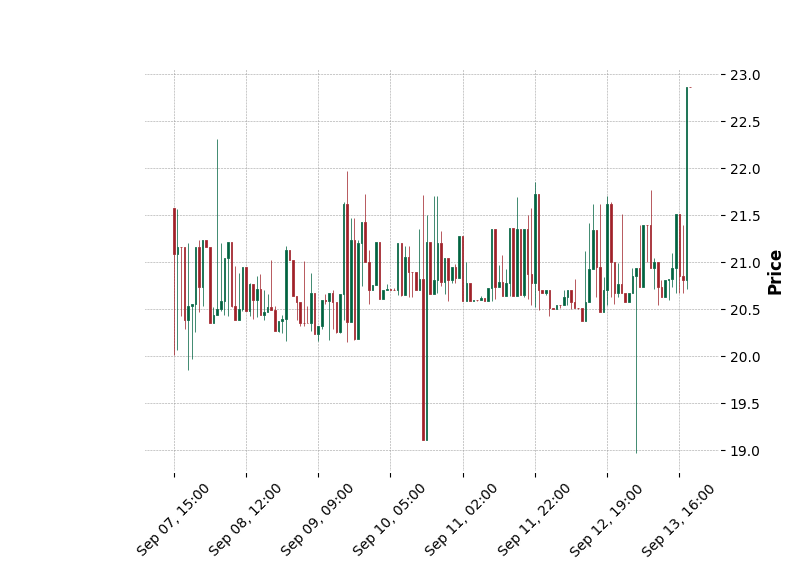 23.0
22.5
22.0
21.5
21.0
20.5
20.0
19.5
19.0
Price
Sep 07, 15:00
Sep 08, 12:00
Sep 09, 09:00
Sep 10, 05:00
Sep 11, 02:00
Sep 11, 22:00
Sep 12, 19:00
Sep 13, 16:00